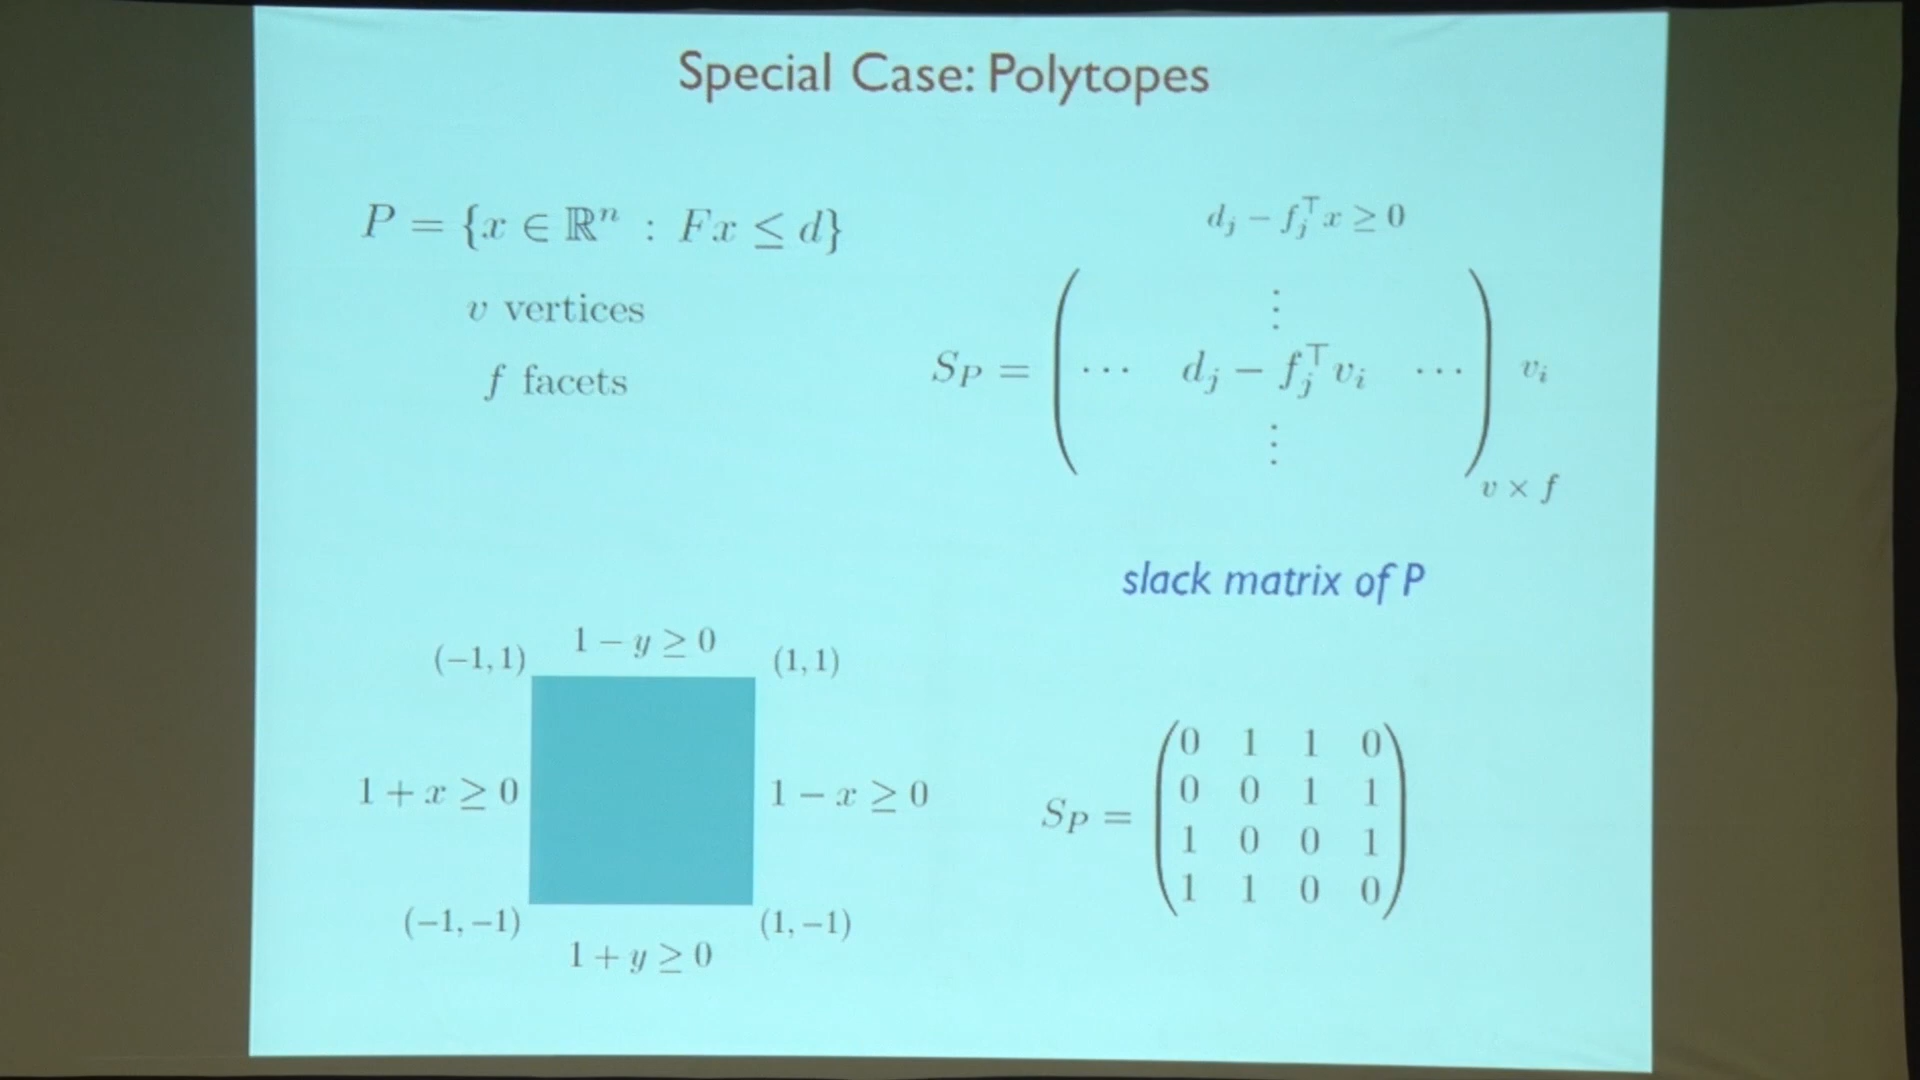 Special Case: Polytopes
P = {x ∈ ℝⁿ : Fx ≤ d}
v vertices
f facets
d_j − f_j^⊤ x ≥ 0
⋮
S_P = ( ⋯ d_j − f_j^⊤ v_i ⋯ ) v_i
⋮
v × f
slack matrix of P
1 − y ≥ 0
(−1, 1) (1, 1)
1 + x ≥ 0 1 − x ≥ 0
(−1, −1) (1, −1)
1 + y ≥ 0
S_P =
0 1 1 0
0 0 1 1
1 0 0 1
1 1 0 0